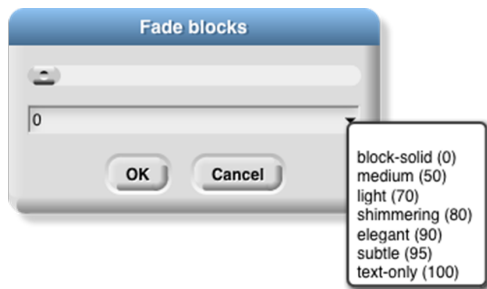 Fade blocks
0
OK Cancel
block-solid (0)
medium (50)
light (70)
shimmering (80)
elegant (90)
subtle (95)
text-only (100)